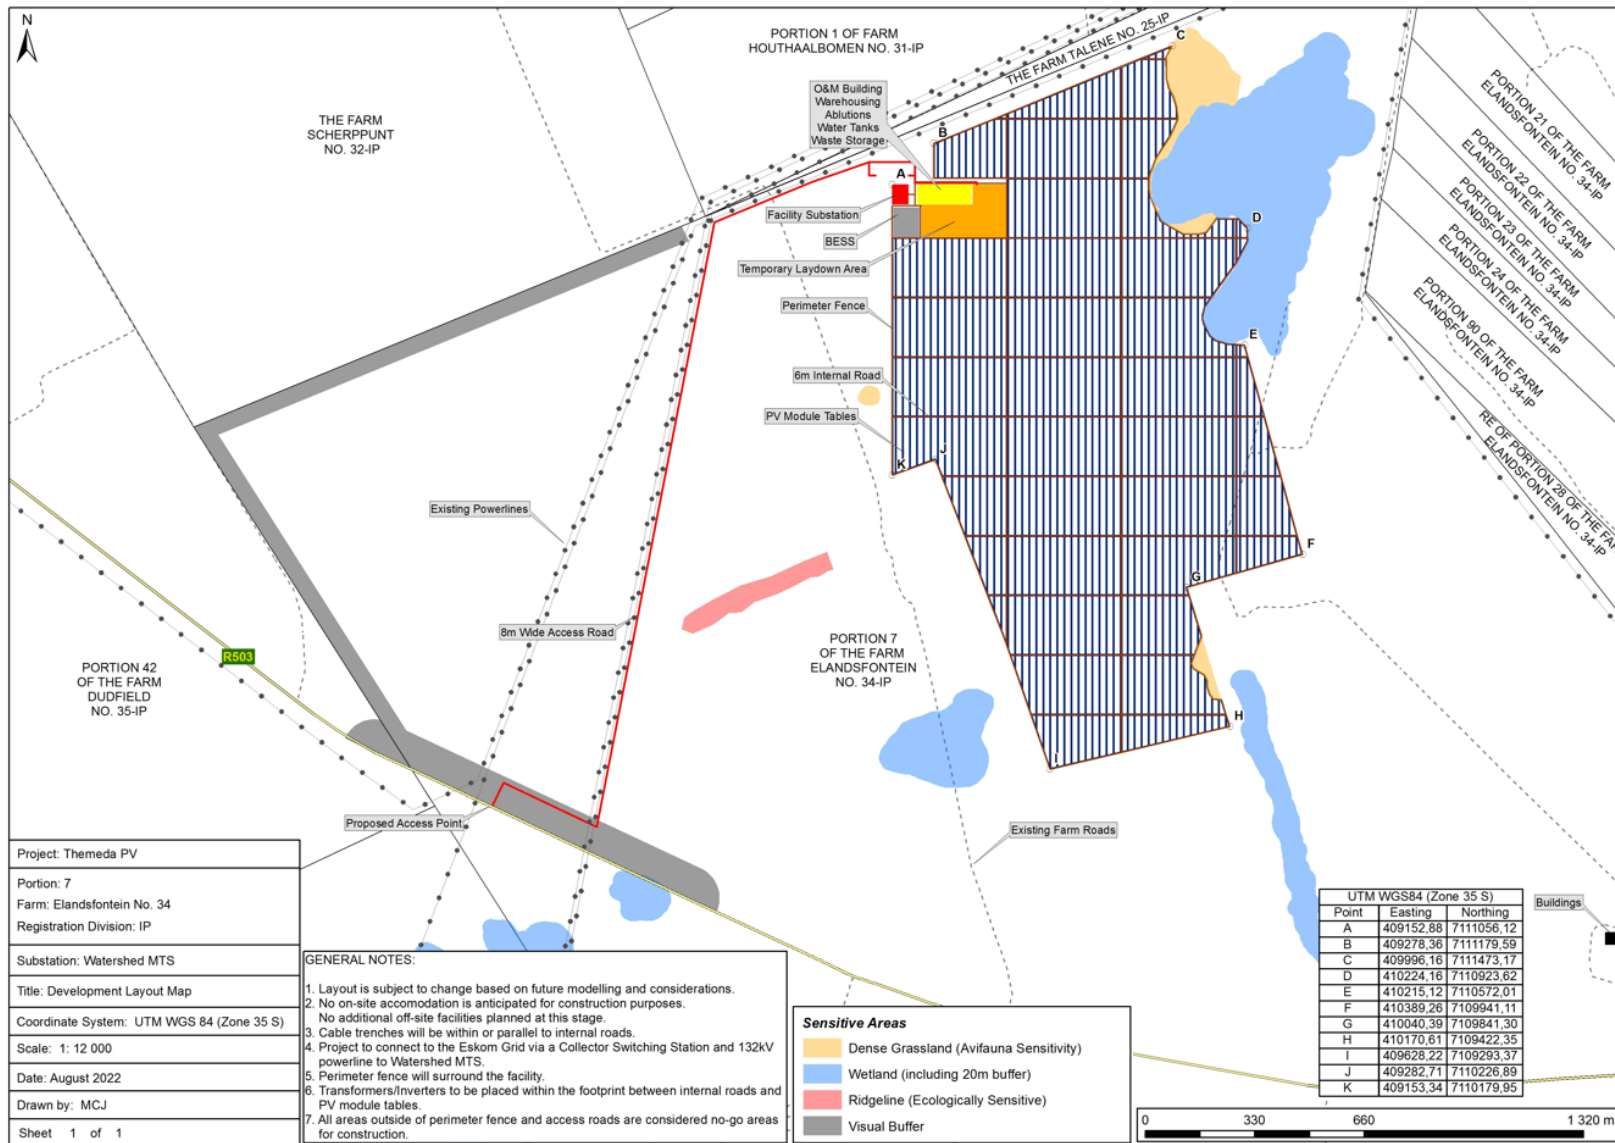 N
PORTION 1 OF FARM
HOUTHAALBOMEN NO. 31-IP
THE FARM TALENE NO. 25-IP
THE FARM
SCHERPPUNT
NO. 32-IP
O&M Building
Warehousing
Ablutions
Water Tanks
Waste Storage
A
B
C
D
E
F
G
H
I
J
K
Facility Substation
BESS
Temporary Laydown Area
Perimeter Fence
6m Internal Road
PV Module Tables
Existing Powerlines
8m Wide Access Road
Proposed Access Point
Existing Farm Roads
Buildings
R503
PORTION 42
OF THE FARM
DUDFIELD
NO. 35-IP
PORTION 7
OF THE FARM
ELANDSFONTEIN
NO. 34-IP
PORTION 21 OF THE FARM
ELANDSFONTEIN NO. 34-IP
PORTION 22 OF THE FARM
ELANDSFONTEIN NO. 34-IP
PORTION 23 OF THE FARM
ELANDSFONTEIN NO. 34-IP
PORTION 24 OF THE FARM
ELANDSFONTEIN NO. 34-IP
PORTION 90 OF THE FARM
ELANDSFONTEIN NO. 34-IP
RE OF PORTION 28 OF THE FA
ELANDSFONTEIN NO. 34-IP
Project: Themeda PV
Portion: 7
Farm: Elandsfontein No. 34
Registration Division: IP
Substation: Watershed MTS
Title: Development Layout Map
Coordinate System: UTM WGS 84 (Zone 35 S)
Scale: 1: 12 000
Date: August 2022
Drawn by: MCJ
Sheet 1 of 1
GENERAL NOTES:
1. Layout is subject to change based on future modelling and considerations.
2. No on-site accomodation is anticipated for construction purposes.
No additional off-site facilities planned at this stage.
3. Cable trenches will be within or parallel to internal roads.
4. Project to connect to the Eskom Grid via a Collector Switching Station and 132kV
powerline to Watershed MTS.
5. Perimeter fence will surround the facility.
6. Transformers/Inverters to be placed within the footprint between internal roads and
PV module tables.
7. All areas outside of perimeter fence and access roads are considered no-go areas
for construction.
Sensitive Areas
Dense Grassland (Avifauna Sensitivity)
Wetland (including 20m buffer)
Ridgeline (Ecologically Sensitive)
Visual Buffer
UTM WGS84 (Zone 35 S)
Point Easting Northing
A 409152,88 7111056,12
B 409278,36 7111179,59
C 409996,16 7111473,17
D 410224,16 7110923,62
E 410215,12 7110572,01
F 410389,26 7109941,11
G 410040,39 7109841,30
H 410170,61 7109422,35
I 409628,22 7109293,37
J 409282,71 7110226,89
K 409153,34 7110179,95
0 330 660 1 320 m